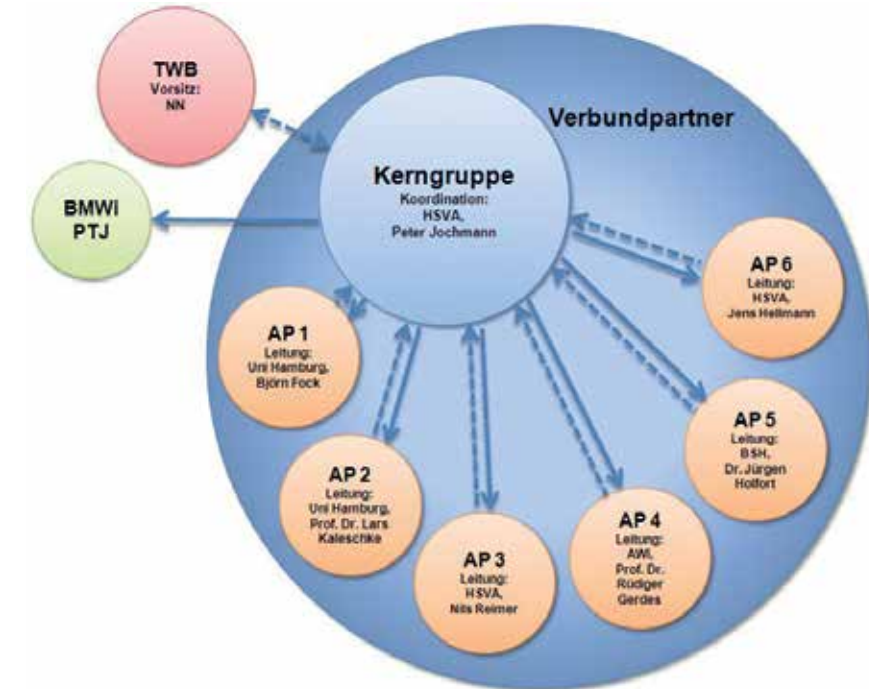 TWB
Vorsitz:
NN
BMWi
PTJ
Verbundpartner
Kerngruppe
Koordination:
HSVA,
Peter Jochmann
AP 1
Leitung:
Uni Hamburg,
Björn Fock
AP 2
Leitung:
Uni Hamburg,
Prof. Dr. Lars
Kaleschke
AP 3
Leitung:
HSVA,
Nils Reimer
AP 4
Leitung:
AWI,
Prof. Dr.
Rüdiger
Gerdes
AP 5
Leitung:
BSH,
Dr. Jürgen
Holfort
AP 6
Leitung:
HSVA,
Jens Hellmann